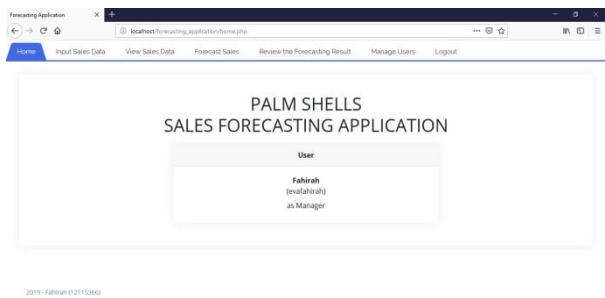 Forecasting Application
localhost/forecasting_application/home.php
Home Input Sales Data View Sales Data Forecast Sales Review the Forecasting Result Manage Users Logout
PALM SHELLS
SALES FORECASTING APPLICATION
User
Fahirah
(evafahirah)
as Manager
2019 - Fahirah (12115366)